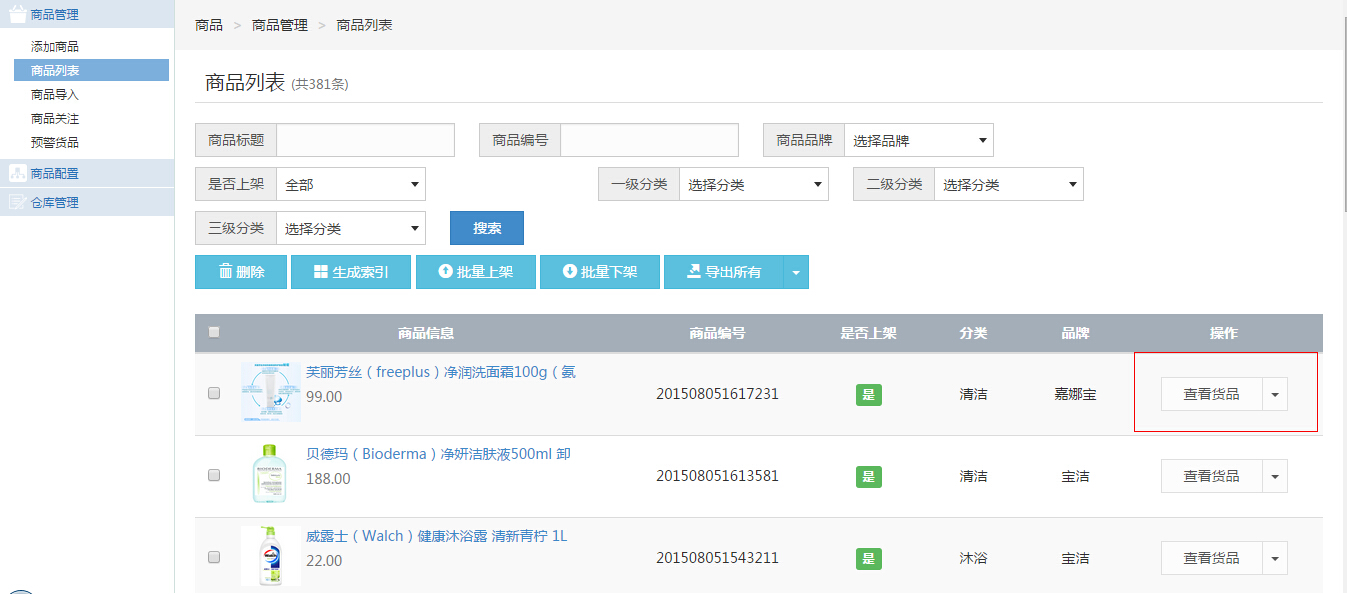 商品管理
添加商品
商品列表
商品导入
商品关注
预警货品
商品配置
仓库管理
商品 > 商品管理 > 商品列表
商品列表 (共381条)
商品标题 商品编号 商品品牌 选择品牌
是否上架 全部 一级分类 选择分类 二级分类 选择分类
三级分类 选择分类 搜索
删除 生成索引 批量上架 批量下架 导出所有
商品信息 商品编号 是否上架 分类 品牌 操作
芙丽芳丝（freeplus）净润洗面霜100g（氨
99.00 201508051617231 是 清洁 嘉娜宝 查看货品
贝德玛（Bioderma）净妍洁肤液500ml 卸
188.00 201508051613581 是 清洁 宝洁 查看货品
威露士（Walch）健康沐浴露 清新青柠 1L
22.00 201508051543211 是 沐浴 宝洁 查看货品